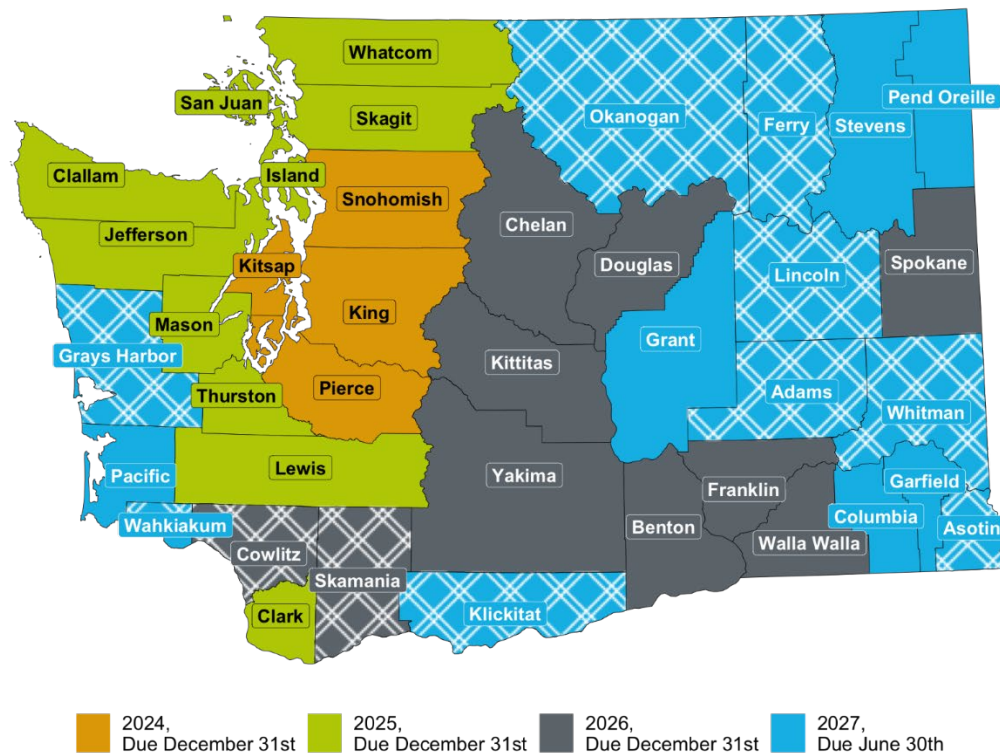 Whatcom
San Juan
Skagit
Okanogan
Ferry
Stevens
Pend Oreille
Clallam
Island
Snohomish
Chelan
Jefferson
Kitsap
Douglas
Lincoln
Spokane
Mason
King
Grays Harbor
Kittitas
Grant
Thurston
Pierce
Adams
Whitman
Pacific
Lewis
Yakima
Franklin
Garfield
Wahkiakum
Cowlitz
Benton
Columbia
Asotin
Skamania
Walla Walla
Clark
Klickitat
2024,
Due December 31st
2025,
Due December 31st
2026,
Due December 31st
2027,
Due June 30th